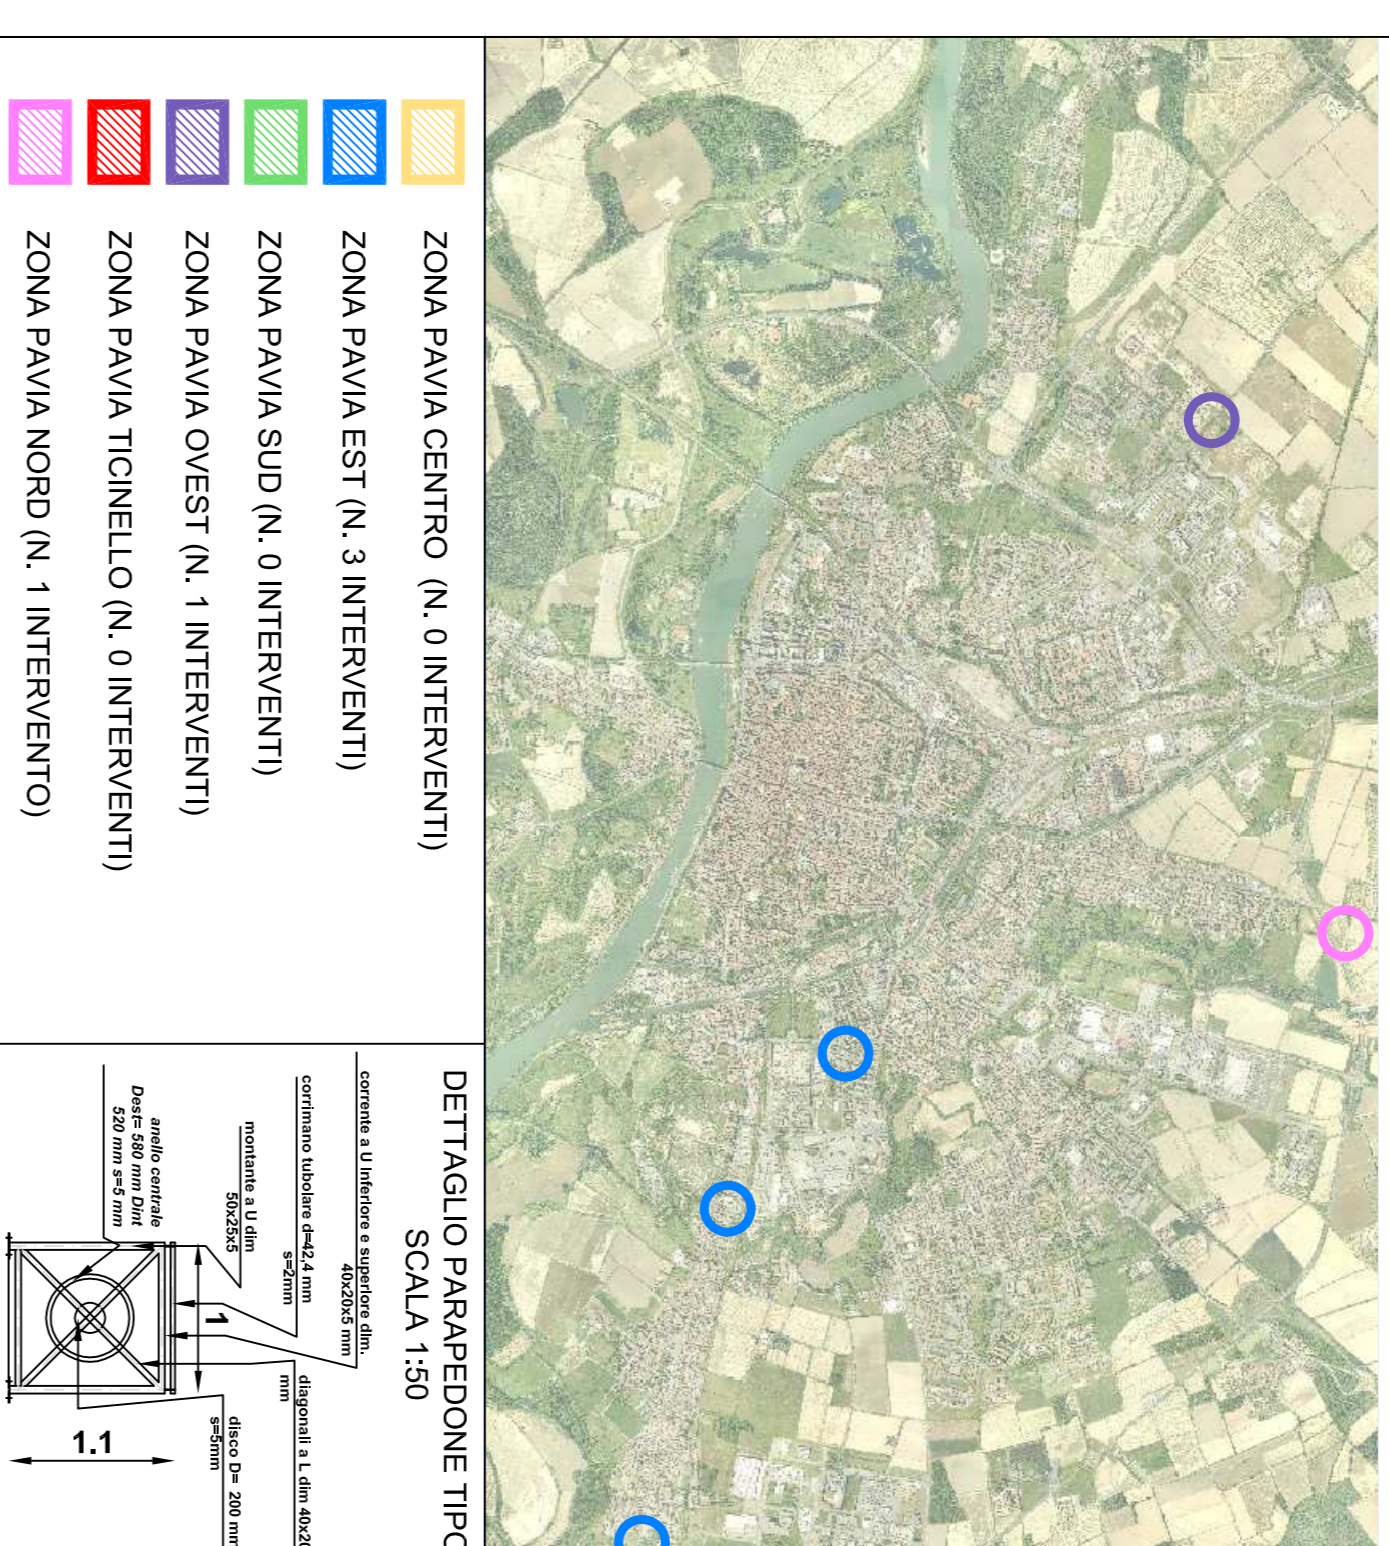 ZONA PAVIA CENTRO (N. 0 INTERVENTI)
ZONA PAVIA EST (N. 3 INTERVENTI)
ZONA PAVIA SUD (N. 0 INTERVENTI)
ZONA PAVIA OVEST (N. 1 INTERVENTI)
ZONA PAVIA TICINELLO (N. 0 INTERVENTI)
ZONA PAVIA NORD (N. 1 INTERVENTO)
DETTAGLIO PARAPEDONE TIPO
SCALA 1:50
corrente a U inferiore e superiore dim.
40x20x5 mm
corrimano tubolare d=42,4 mm
s=2mm
montante a U dim
50x25x5
anello centrale
Dest= 580 mm Dint
520 mm s=5 mm
diagonali a L dim 40x20
mm
disco D= 200 mm
s=5mm
1
1.1